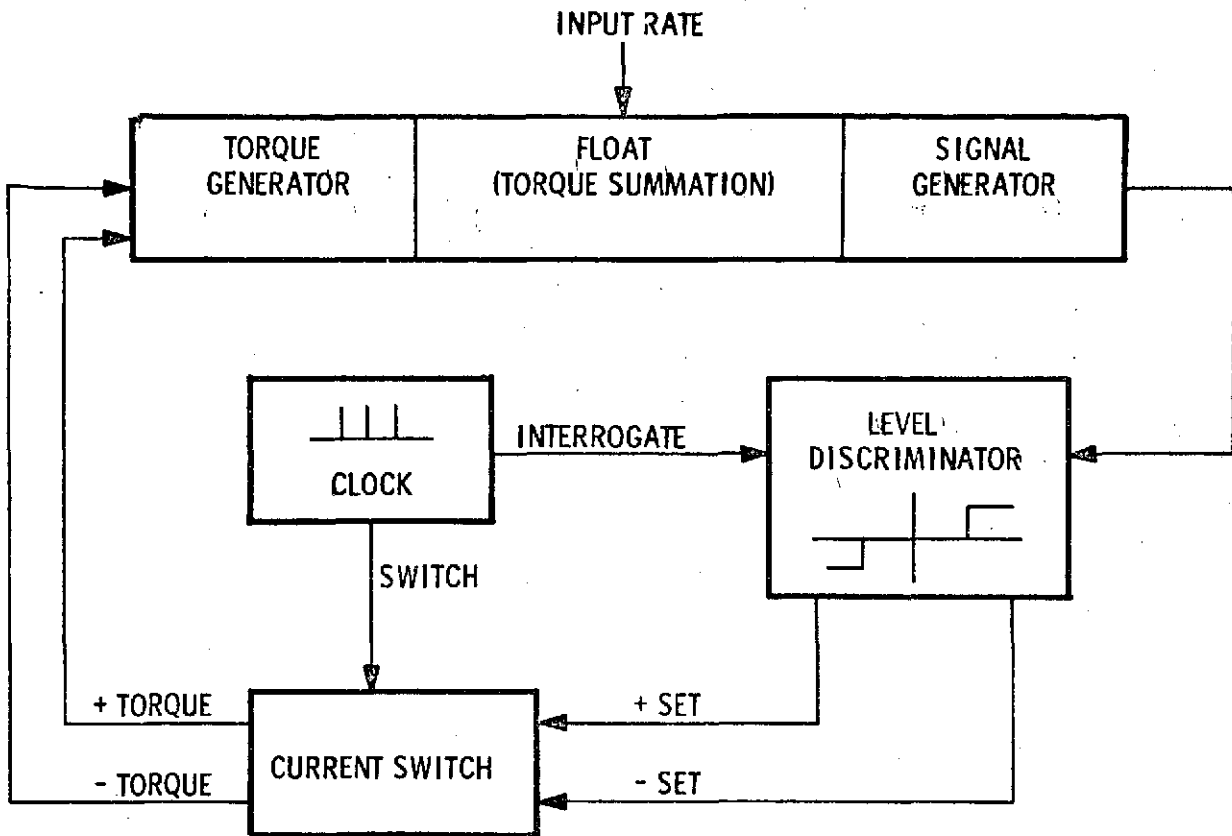 INPUT RATE
TORQUE
GENERATOR
FLOAT
(TORQUE SUMMATION)
SIGNAL
GENERATOR
CLOCK
INTERROGATE
LEVEL
DISCRIMINATOR
SWITCH
+ TORQUE
- TORQUE
CURRENT SWITCH
+ SET
- SET